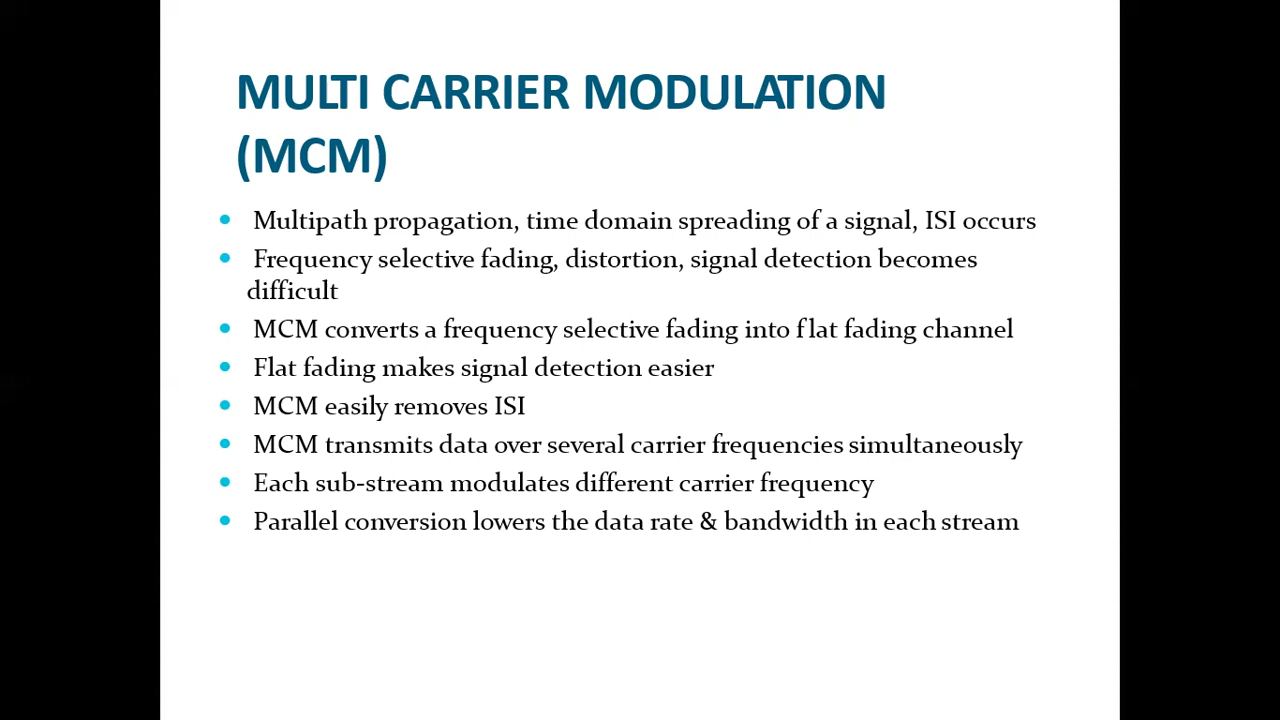 MULTI CARRIER MODULATION
(MCM)
• Multipath propagation, time domain spreading of a signal, ISI occurs
• Frequency selective fading, distortion, signal detection becomes
difficult
• MCM converts a frequency selective fading into flat fading channel
• Flat fading makes signal detection easier
• MCM easily removes ISI
• MCM transmits data over several carrier frequencies simultaneously
• Each sub-stream modulates different carrier frequency
• Parallel conversion lowers the data rate & bandwidth in each stream